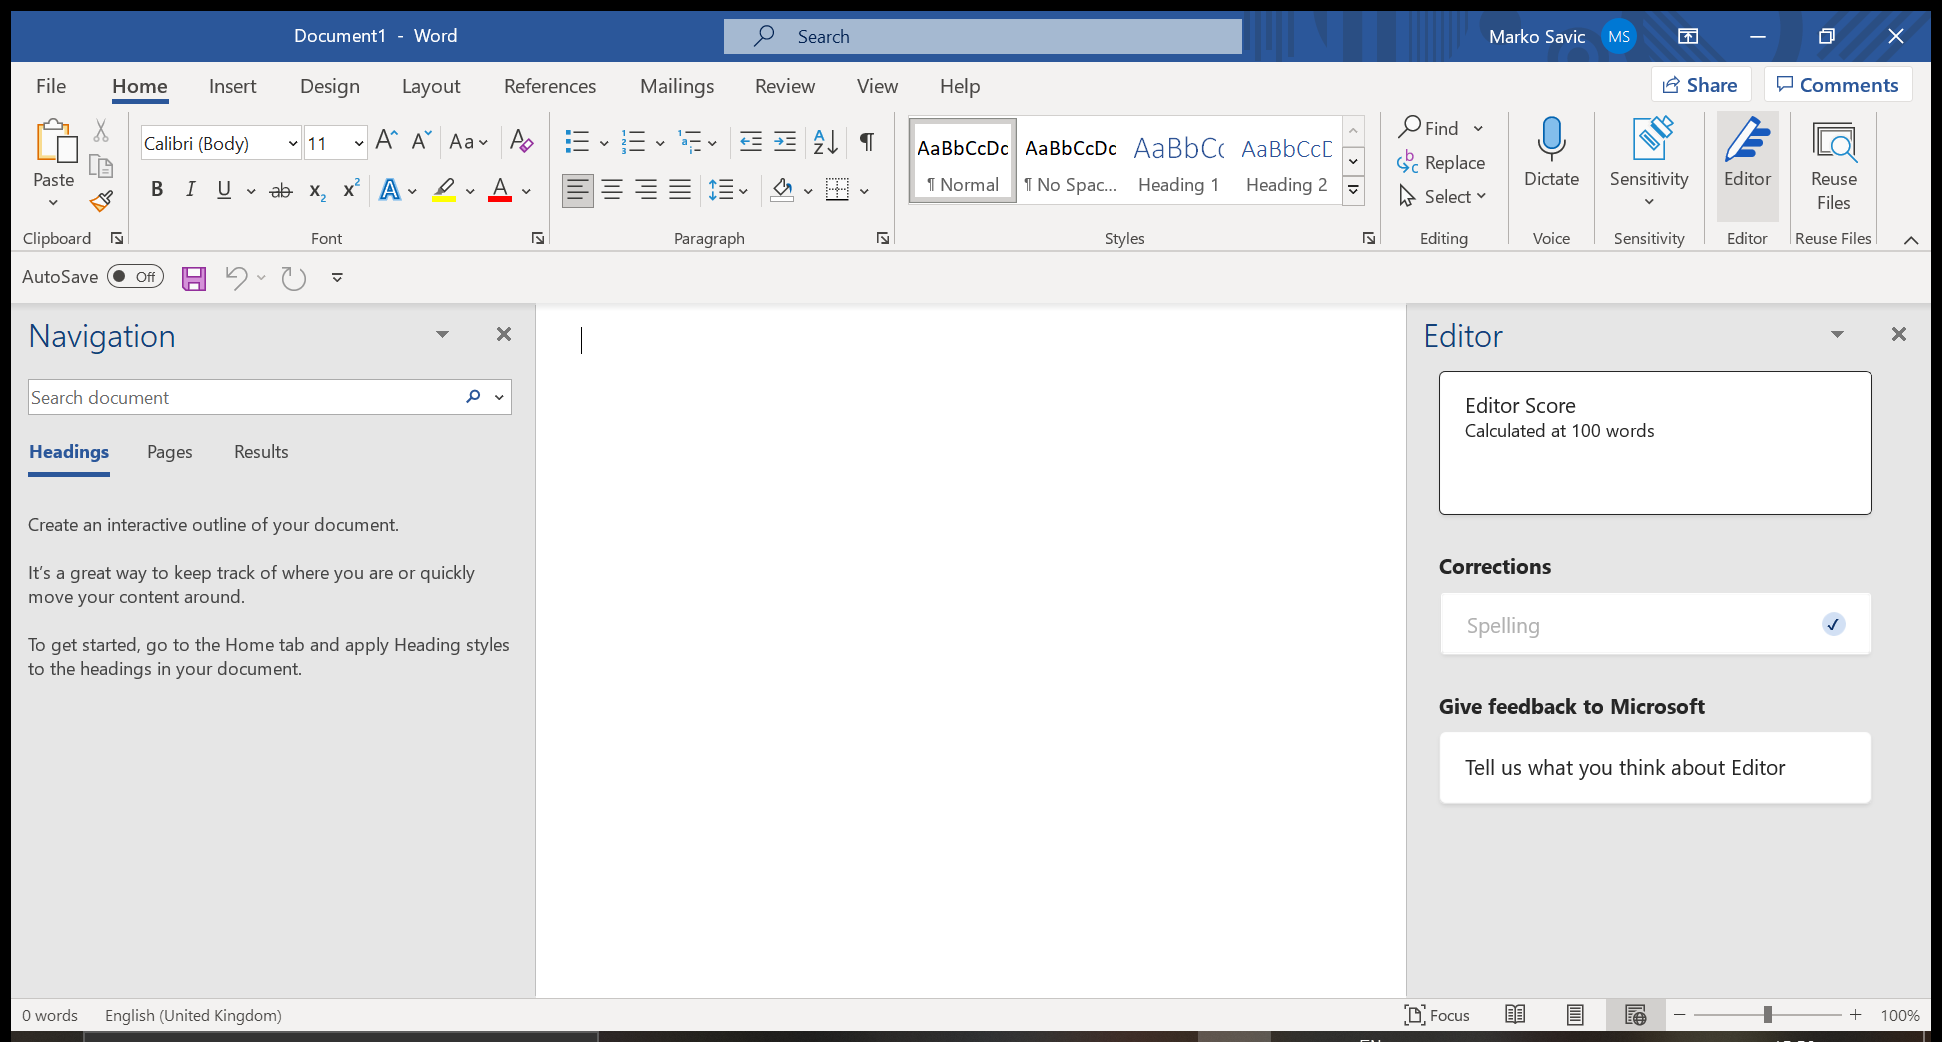 Document1 - Word
Search
Marko Savic MS
File Home Insert Design Layout References Mailings Review View Help
Share Comments
Paste
Clipboard
Calibri (Body) 11
Aa
B I U ab x₂ x² A A
Font
Paragraph
AaBbCcDc AaBbCcDc AaBbCc AaBbCcD
¶ Normal ¶ No Spac... Heading 1 Heading 2
Styles
Find
Replace
Select
Editing
Dictate
Voice
Sensitivity
Sensitivity
Editor
Editor
Reuse
Files
Reuse Files
AutoSave Off
Navigation
Search document
Headings Pages Results
Create an interactive outline of your document.
It's a great way to keep track of where you are or quickly
move your content around.
To get started, go to the Home tab and apply Heading styles
to the headings in your document.
Editor
Editor Score
Calculated at 100 words
Corrections
Spelling
Give feedback to Microsoft
Tell us what you think about Editor
0 words English (United Kingdom)
Focus
100%